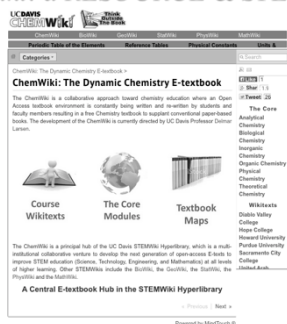 UCDAVIS
ChemWiki
Think
Outside
The Book
ChemWiki BioWiki GeoWiki StatWiki PhysWiki MathWiki
Periodic Table of the Elements Reference Tables Physical Constants Units &
Categories
Search
ChemWiki: The Dynamic Chemistry E-textbook >
ChemWiki: The Dynamic Chemistry E-textbook
The ChemWiki is a collaborative approach toward chemistry education where an Open
Access textbook environment is constantly being written and re-written by students and
faculty members resulting in a free Chemistry textbook to supplant conventional paper-based
books. The development of the ChemWiki is currently directed by UC Davis Professor Delmar
Larsen.
Like
Tweet
The Core
Analytical
Chemistry
Biological
Chemistry
Inorganic
Chemistry
Organic Chemistry
Physical
Chemistry
Theoretical
Chemistry
Wikitexts
Diablo Valley
College
Hope College
Howard University
Purdue University
Sacramento City
College
Course
Wikitexts
The Core
Modules
Textbook
Maps
The ChemWiki is a principal hub of the UC Davis STEMWiki Hyperlibrary, which is a multi-
institutional collaborative venture to develop the next generation of open-access E-texts to
improve STEM education (Science, Technology, Engineering, and Mathematics) at all levels
of higher learning. Other STEMWikis include the BioWiki, the GeoWiki, the StatWiki, the
PhysWiki and the MathWiki.
A Central E-textbook Hub in the STEMWiki Hyperlibrary
« Previous | Next »
Powered by MindTouch